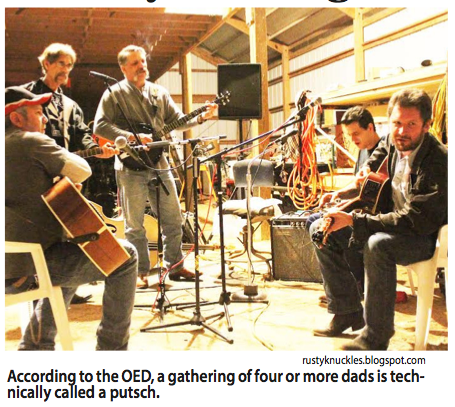 rustyknuckles.blogspot.com
According to the OED, a gathering of four or more dads is tech-
nically called a putsch.